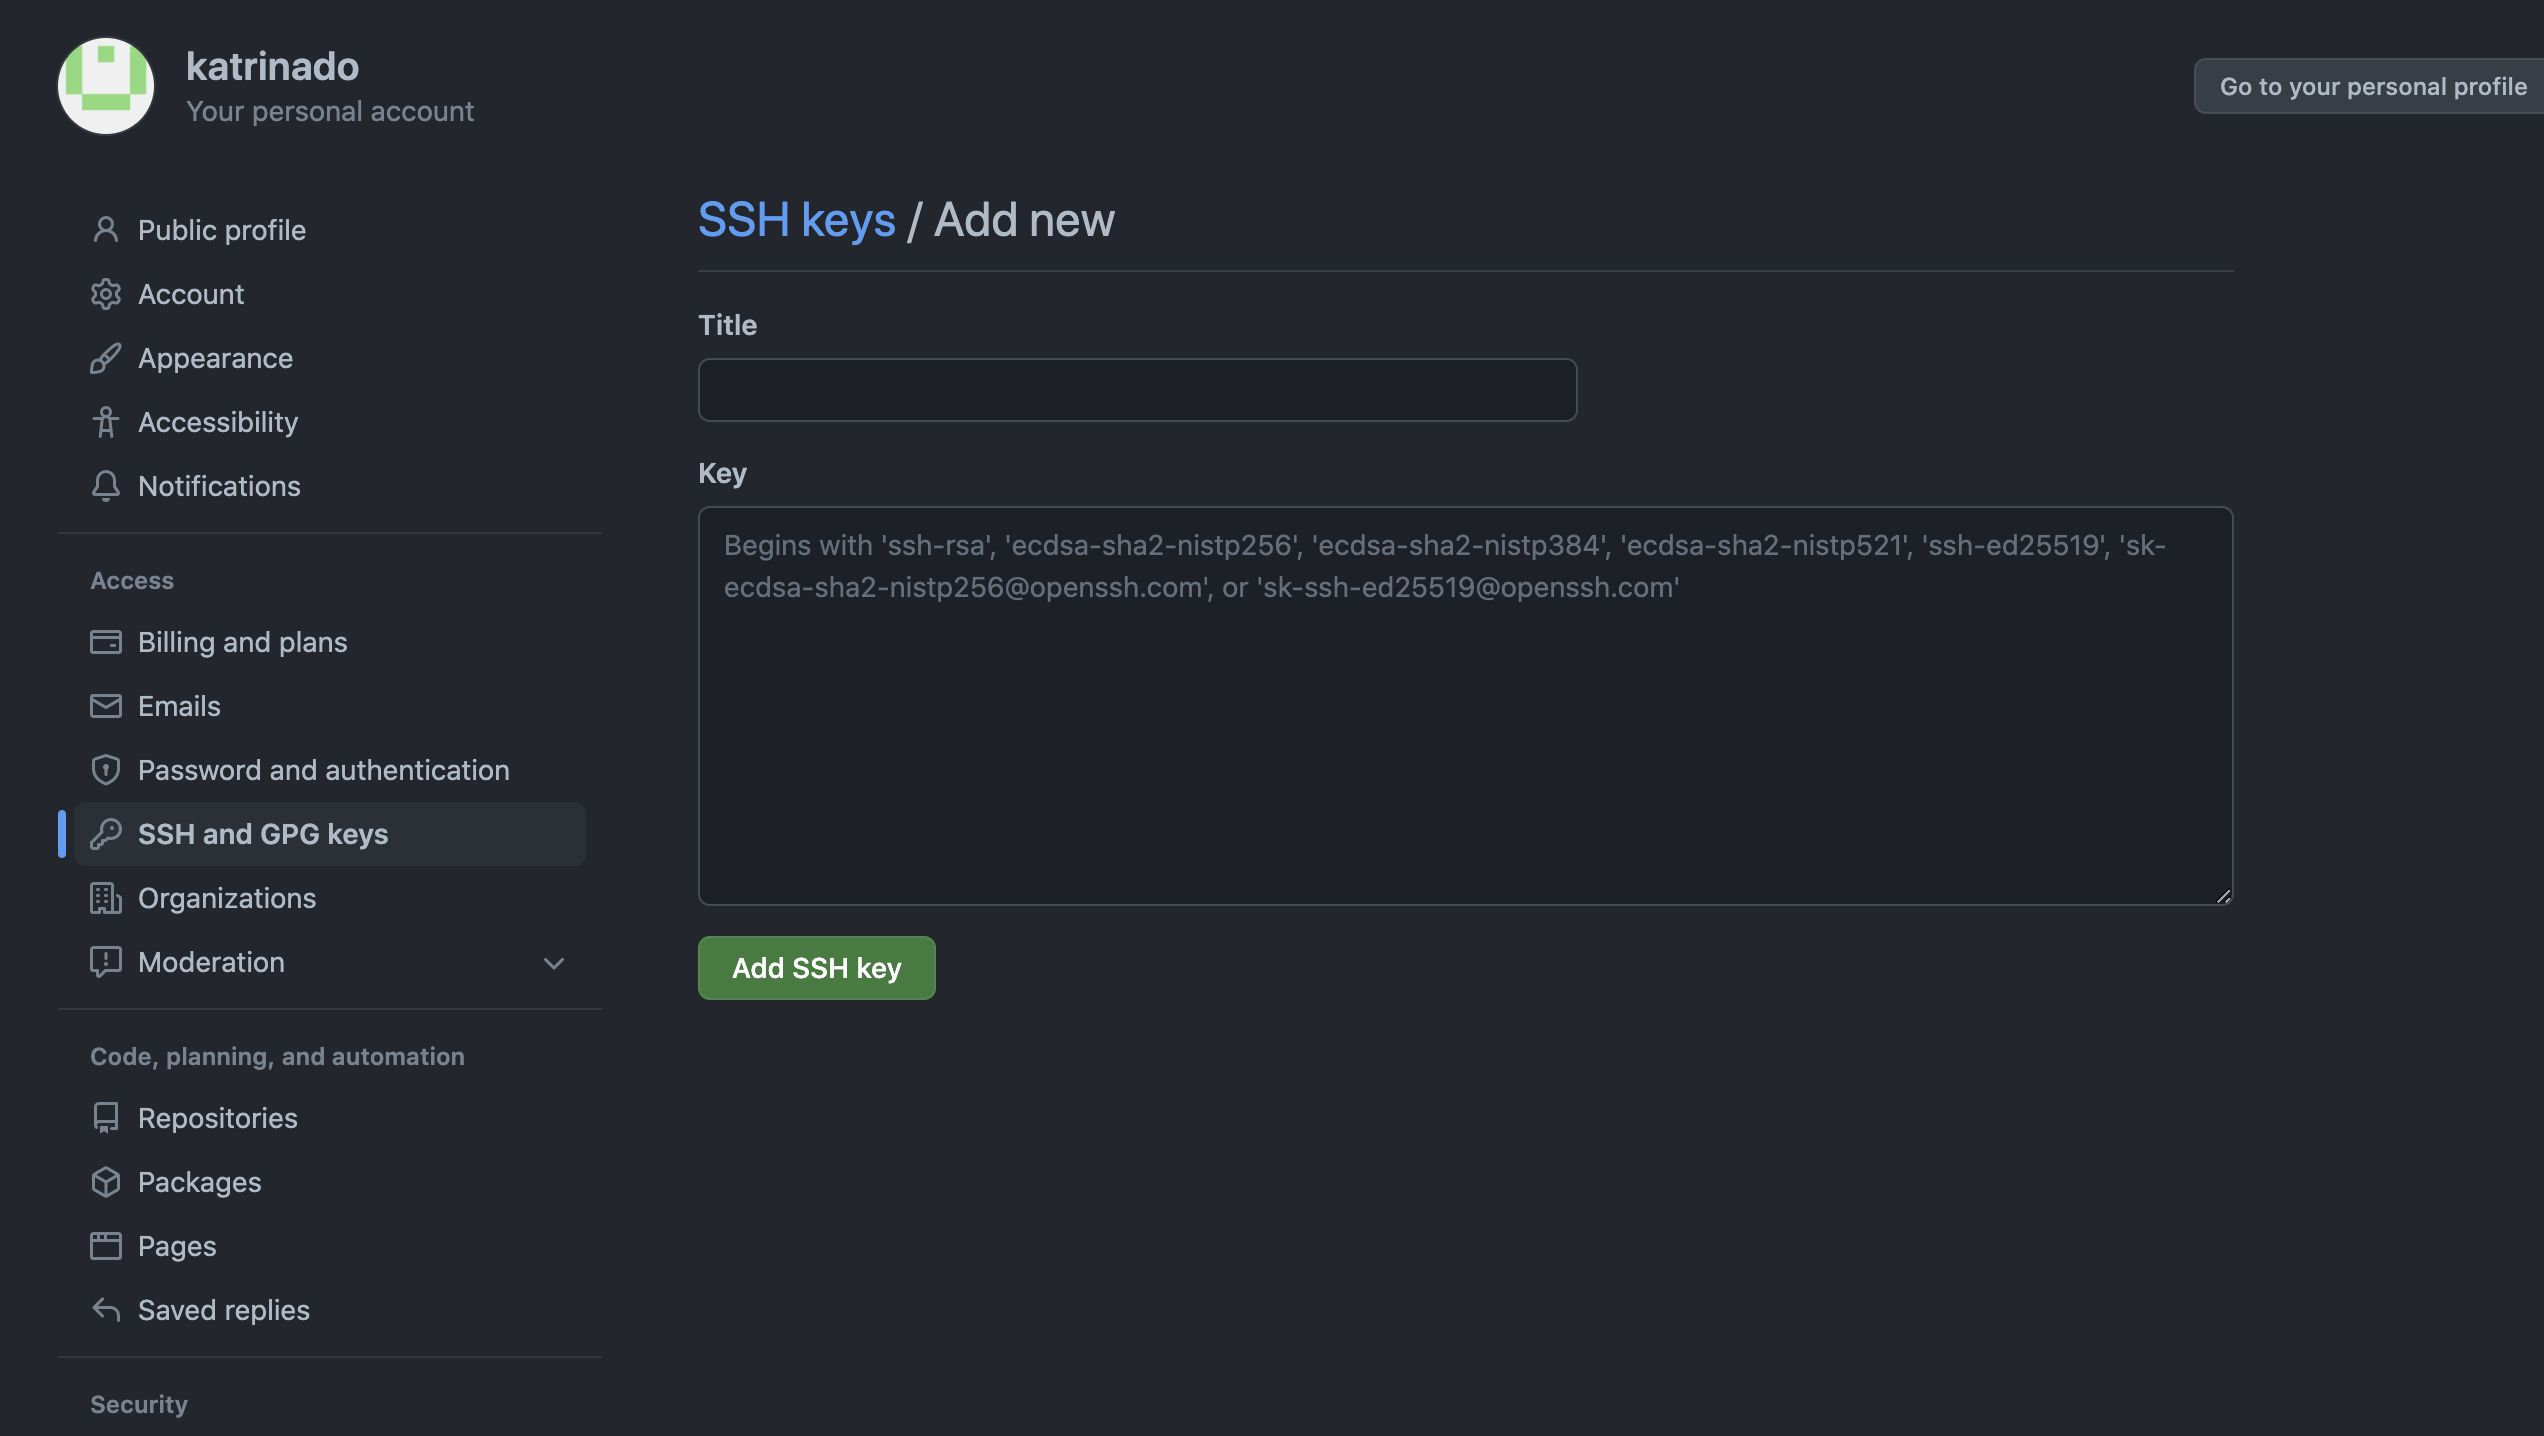 katrinado
Your personal account
Go to your personal profile
Public profile
Account
Appearance
Accessibility
Notifications
Access
Billing and plans
Emails
Password and authentication
SSH and GPG keys
Organizations
Moderation
Code, planning, and automation
Repositories
Packages
Pages
Saved replies
Security
SSH keys / Add new
Title
Key
Begins with 'ssh-rsa', 'ecdsa-sha2-nistp256', 'ecdsa-sha2-nistp384', 'ecdsa-sha2-nistp521', 'ssh-ed25519', 'sk-
ecdsa-sha2-nistp256@openssh.com', or 'sk-ssh-ed25519@openssh.com'
Add SSH key